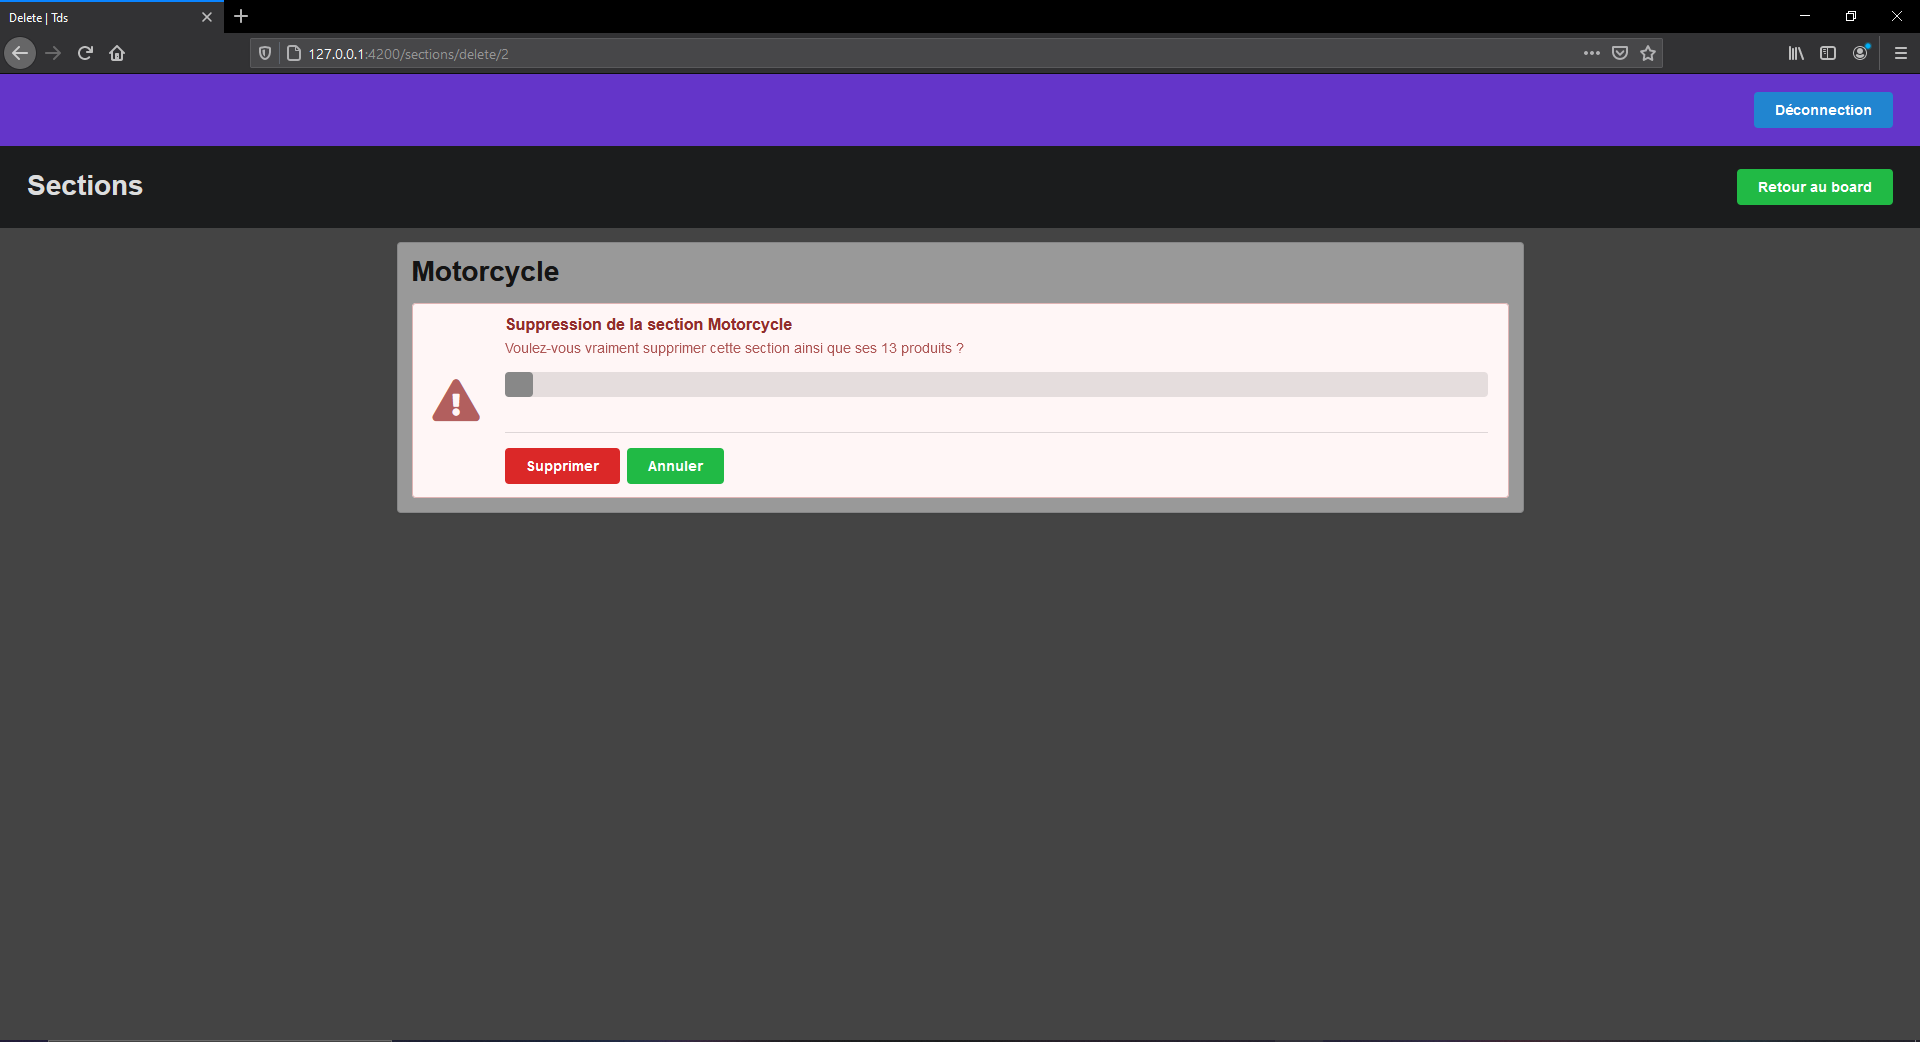 Delete | Tds
127.0.0.1:4200/sections/delete/2
Déconnection
Sections
Retour au board
Motorcycle
Suppression de la section Motorcycle
Voulez-vous vraiment supprimer cette section ainsi que ses 13 produits ?
Supprimer
Annuler